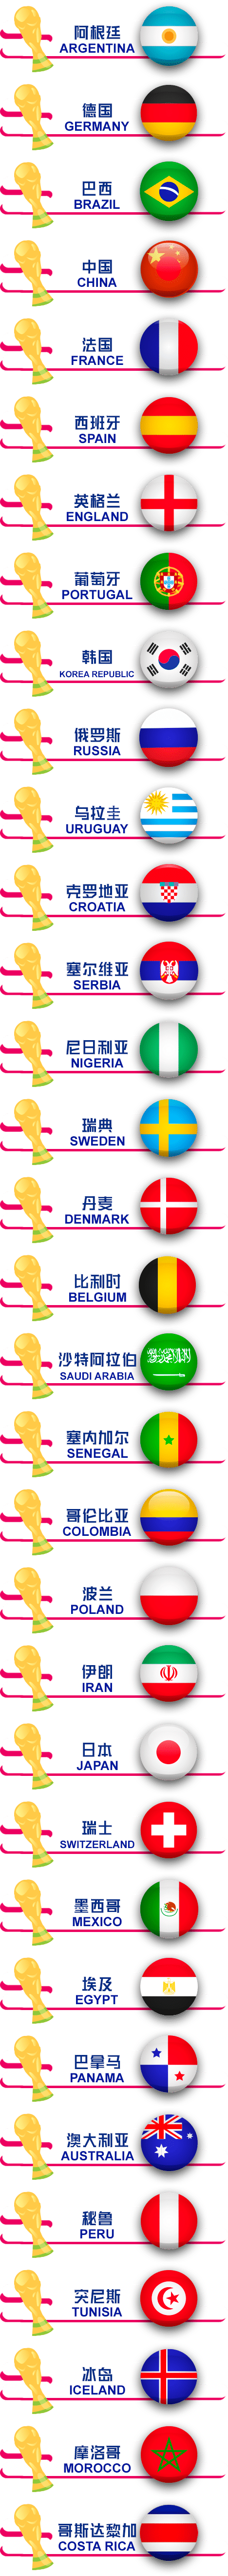 阿根廷
ARGENTINA
德国
GERMANY
巴西
BRAZIL
中国
CHINA
法国
FRANCE
西班牙
SPAIN
英格兰
ENGLAND
葡萄牙
PORTUGAL
韩国
KOREA REPUBLIC
俄罗斯
RUSSIA
乌拉圭
URUGUAY
克罗地亚
CROATIA
塞尔维亚
SERBIA
尼日利亚
NIGERIA
瑞典
SWEDEN
丹麦
DENMARK
比利时
BELGIUM
沙特阿拉伯
SAUDI ARABIA
塞内加尔
SENEGAL
哥伦比亚
COLOMBIA
波兰
POLAND
伊朗
IRAN
日本
JAPAN
瑞士
SWITZERLAND
墨西哥
MEXICO
埃及
EGYPT
巴拿马
PANAMA
澳大利亚
AUSTRALIA
秘鲁
PERU
突尼斯
TUNISIA
冰岛
ICELAND
摩洛哥
MOROCCO
哥斯达黎加
COSTA RICA